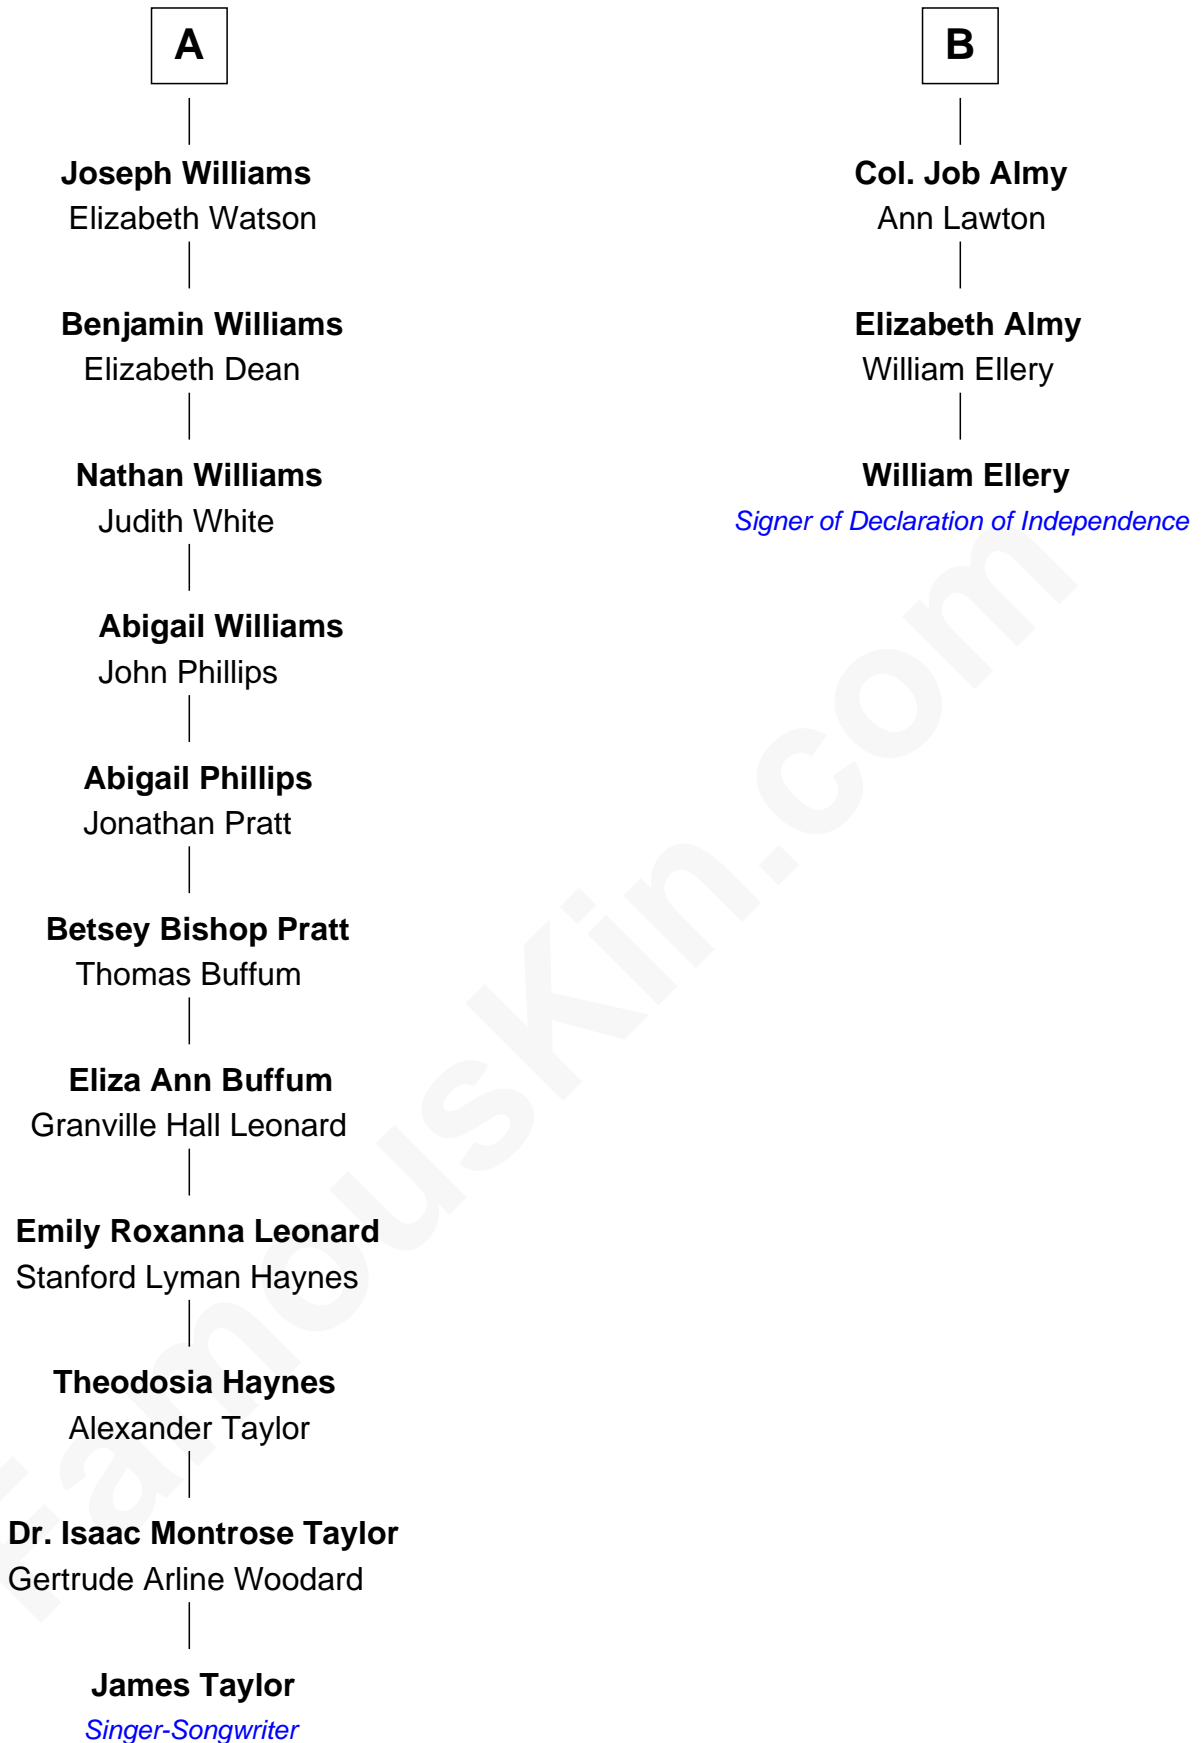 A
Joseph Williams
Elizabeth Watson
Benjamin Williams
Elizabeth Dean
Nathan Williams
Judith White
Abigail Williams
John Phillips
Abigail Phillips
Jonathan Pratt
Betsey Bishop Pratt
Thomas Buffum
Eliza Ann Buffum
Granville Hall Leonard
Emily Roxanna Leonard
Stanford Lyman Haynes
Theodosia Haynes
Alexander Taylor
Dr. Isaac Montrose Taylor
Gertrude Arline Woodard
James Taylor
Singer-Songwriter
B
Col. Job Almy
Ann Lawton
Elizabeth Almy
William Ellery
William Ellery
Signer of Declaration of Independence
FamousKin.com